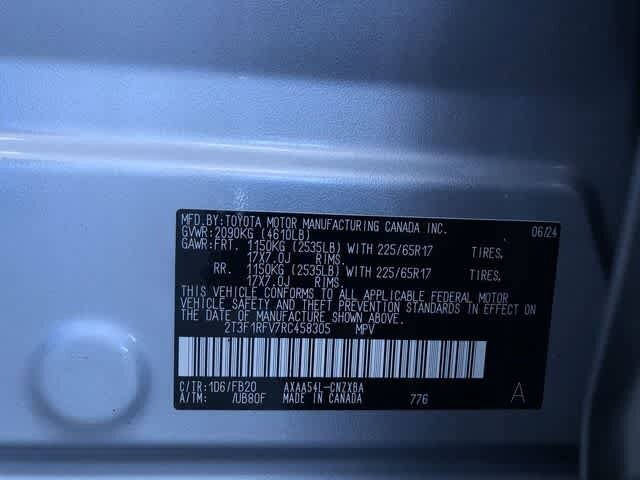 MFD. BY: TOYOTA MOTOR MANUFACTURING CANADA INC. 06/24
GVWR: 2090KG (4610LB)
GAWR: FRT. 1150KG (2535LB) WITH 225/65R17 TIRES.
17X7.0J RIMS.
RR. 1150KG (2535LB) WITH 225/65R17 TIRES.
17X7.0J RIMS.
THIS VEHICLE CONFORMS TO ALL APPLICABLE FEDERAL MOTOR
VEHICLE SAFETY AND THEFT PREVENTION STANDARDS IN EFFECT ON
THE DATE OF MANUFACTURE SHOWN ABOVE.
2T3F1RFV7RC458305 MPV
C/TR: 1D6/FB20 AXAA54L-CNZXBA A
A/TM: /UB80F MADE IN CANADA 776